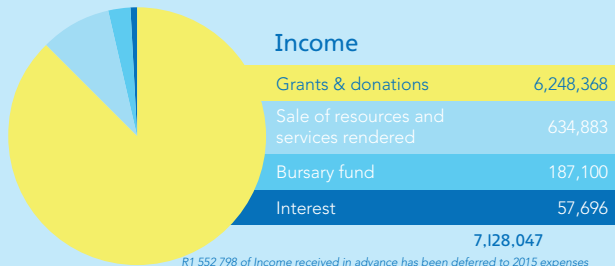 Income
Grants & donations 6,248,368
Sale of resources and
services rendered 634,883
Bursary fund 187,100
Interest 57,696
7,128,047
R1 552 798 of Income received in advance has been deferred to 2015 expenses